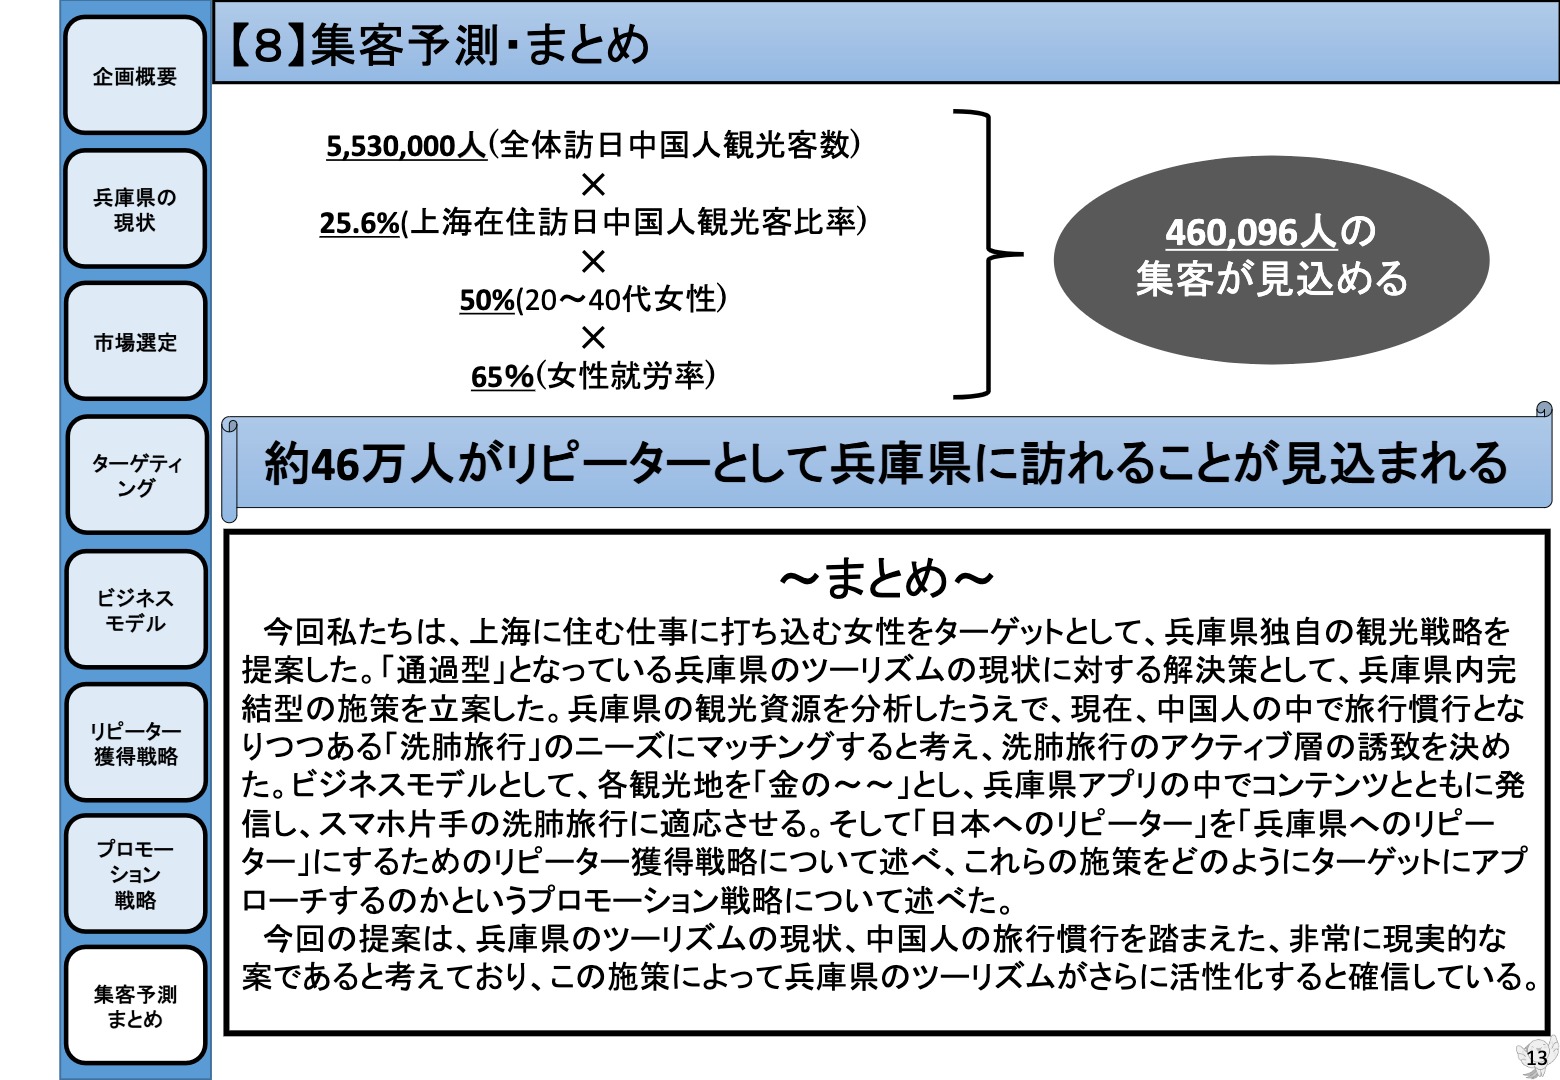 企画概要
兵庫県の
現状
市場選定
ターゲティ
ング
ビジネス
モデル
リピーター
獲得戦略
プロモー
ション
戦略
集客予測
まとめ
【８】集客予測・まとめ
5,530,000人(全体訪日中国人観光客数)
×
25.6%(上海在住訪日中国人観光客比率)
×
50%(20～40代女性)
×
65%(女性就労率)
460,096人の
集客が見込める
約46万人がリピーターとして兵庫県に訪れることが見込まれる
～まとめ～
今回私たちは、上海に住む仕事に打ち込む女性をターゲットとして、兵庫県独自の観光戦略を
提案した。「通過型」となっている兵庫県のツーリズムの現状に対する解決策として、兵庫県内完
結型の施策を立案した。兵庫県の観光資源を分析したうえで、現在、中国人の中で旅行慣行とな
りつつある「洗肺旅行」のニーズにマッチングすると考え、洗肺旅行のアクティブ層の誘致を決め
た。ビジネスモデルとして、各観光地を「金の～～」とし、兵庫県アプリの中でコンテンツとともに発
信し、スマホ片手の洗肺旅行に適応させる。そして「日本へのリピーター」を「兵庫県へのリピー
ター」にするためのリピーター獲得戦略について述べ、これらの施策をどのようにターゲットにアプ
ローチするのかというプロモーション戦略について述べた。
今回の提案は、兵庫県のツーリズムの現状、中国人の旅行慣行を踏まえた、非常に現実的な
案であると考えており、この施策によって兵庫県のツーリズムがさらに活性化すると確信している。
13